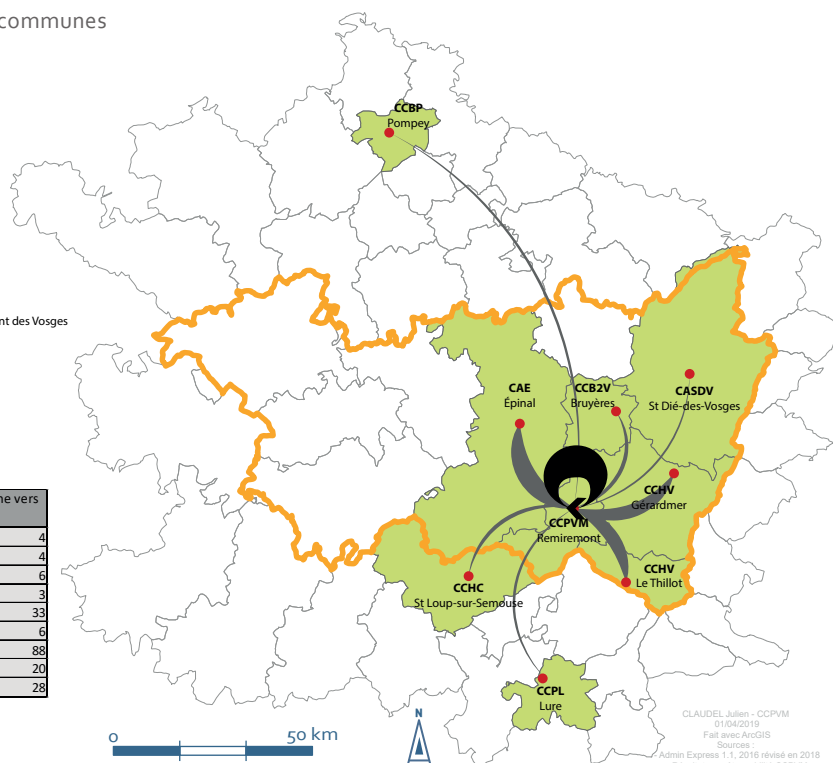 communes
CCBP
Pompey
nt des Vosges
CAE
Épinal
CCB2V
Bruyères
CASDV
St Dié-des-Vosges
CCHV
Gérardmer
CCPVM
Remiremont
CCHV
Le Thillot
CCHC
St Loup-sur-Semouse
CCPL
Lure
ne vers
4
4
6
3
33
6
88
20
28
0 50 km
N
CLAUDEL Julien - CCPVM
01/04/2019
Fait avec ArcGIS
Sources :
- Admin Express 1.1, 2016 révisé en 2018